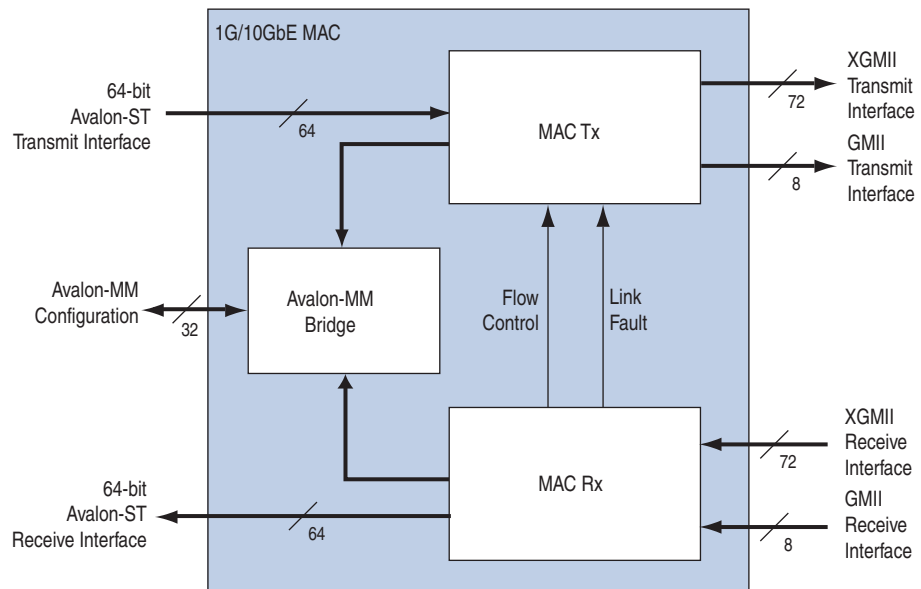 1G/10GbE MAC
64-bit
Avalon-ST
Transmit Interface
64
MAC Tx
72
XGMII
Transmit
Interface
8
GMII
Transmit
Interface
Avalon-MM
Configuration
32
Avalon-MM
Bridge
Flow
Control
Link
Fault
64-bit
Avalon-ST
Receive Interface
64
MAC Rx
72
XGMII
Receive
Interface
8
GMII
Receive
Interface